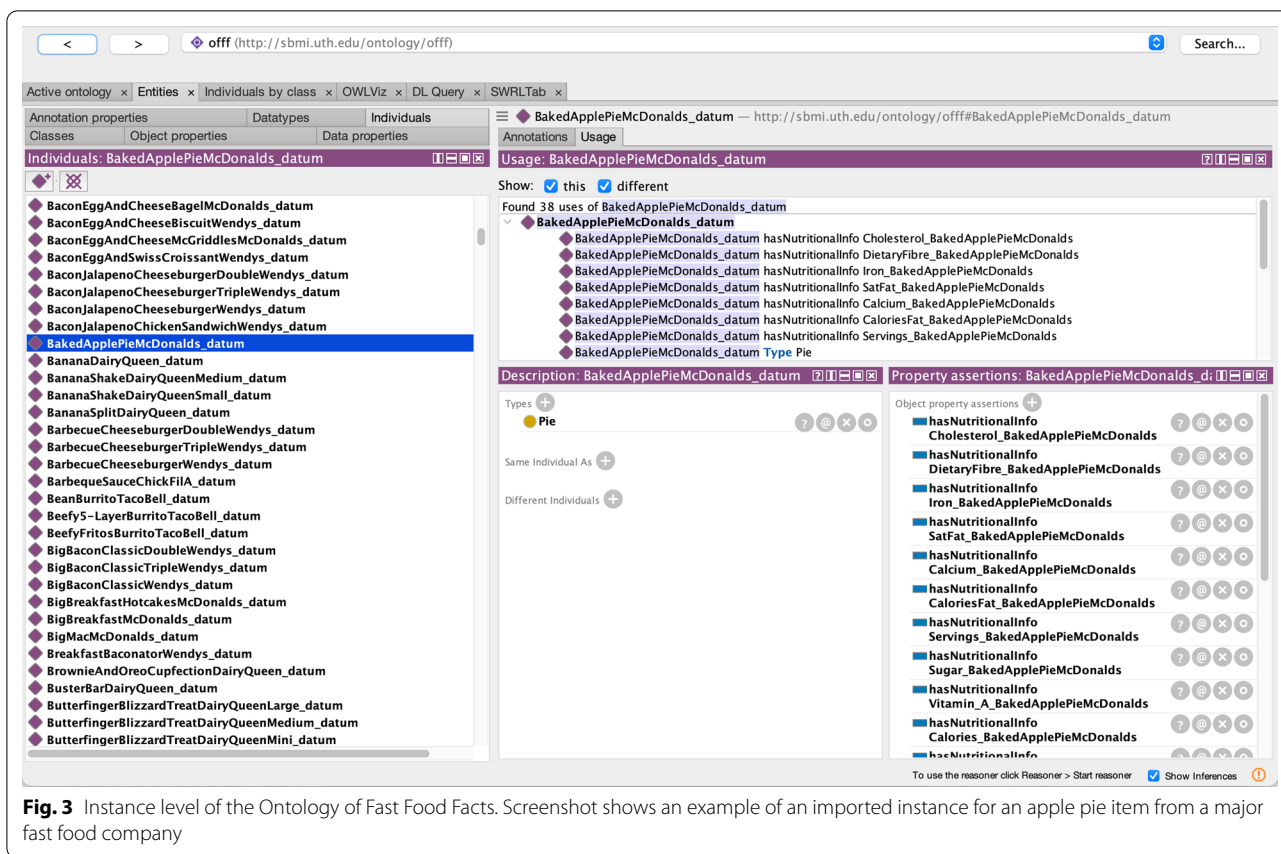 < > offf (http://sbmi.uth.edu/ontology/offf) Search...
Active ontology × Entities × Individuals by class × OWLViz × DL Query × SWRLTab ×
Annotation properties Datatypes Individuals
Classes Object properties Data properties
Individuals: BakedApplePieMcDonalds_datum
BaconEggAndCheeseBagelMcDonalds_datum
BaconEggAndCheeseBiscuitWendys_datum
BaconEggAndCheeseMcGriddlesMcDonalds_datum
BaconEggAndSwissCroissantWendys_datum
BaconJalapenoCheeseburgerDoubleWendys_datum
BaconJalapenoCheeseburgerTripleWendys_datum
BaconJalapenoCheeseburgerWendys_datum
BaconJalapenoChickenSandwichWendys_datum
BakedApplePieMcDonalds_datum
BananaDairyQueen_datum
BananaShakeDairyQueenMedium_datum
BananaShakeDairyQueenSmall_datum
BananaSplitDairyQueen_datum
BarbecueCheeseburgerDoubleWendys_datum
BarbecueCheeseburgerTripleWendys_datum
BarbecueCheeseburgerWendys_datum
BarbequeSauceChickFilA_datum
BeanBurritoTacoBell_datum
Beefy5-LayerBurritoTacoBell_datum
BeefyFritosBurritoTacoBell_datum
BigBaconClassicDoubleWendys_datum
BigBaconClassicTripleWendys_datum
BigBaconClassicWendys_datum
BigBreakfastHotcakesMcDonalds_datum
BigBreakfastMcDonalds_datum
BigMacMcDonalds_datum
BreakfastBaconatorWendys_datum
BrownieAndOreoCupfectionDairyQueen_datum
BusterBarDairyQueen_datum
ButterfingerBlizzardTreatDairyQueenLarge_datum
ButterfingerBlizzardTreatDairyQueenMedium_datum
ButterfingerBlizzardTreatDairyQueenMini_datum
BakedApplePieMcDonalds_datum — http://sbmi.uth.edu/ontology/offf#BakedApplePieMcDonalds_datum
Annotations Usage
Usage: BakedApplePieMcDonalds_datum
Show: this different
Found 38 uses of BakedApplePieMcDonalds_datum
BakedApplePieMcDonalds_datum
BakedApplePieMcDonalds_datum hasNutritionalInfo Cholesterol_BakedApplePieMcDonalds
BakedApplePieMcDonalds_datum hasNutritionalInfo DietaryFibre_BakedApplePieMcDonalds
BakedApplePieMcDonalds_datum hasNutritionalInfo Iron_BakedApplePieMcDonalds
BakedApplePieMcDonalds_datum hasNutritionalInfo SatFat_BakedApplePieMcDonalds
BakedApplePieMcDonalds_datum hasNutritionalInfo Calcium_BakedApplePieMcDonalds
BakedApplePieMcDonalds_datum hasNutritionalInfo CaloriesFat_BakedApplePieMcDonalds
BakedApplePieMcDonalds_datum hasNutritionalInfo Servings_BakedApplePieMcDonalds
BakedApplePieMcDonalds_datum Type Pie
Description: BakedApplePieMcDonalds_datum
Types
Pie
Same Individual As
Different Individuals
Property assertions: BakedApplePieMcDonalds_d
Object property assertions
hasNutritionalInfo
Cholesterol_BakedApplePieMcDonalds
hasNutritionalInfo
DietaryFibre_BakedApplePieMcDonalds
hasNutritionalInfo
Iron_BakedApplePieMcDonalds
hasNutritionalInfo
SatFat_BakedApplePieMcDonalds
hasNutritionalInfo
Calcium_BakedApplePieMcDonalds
hasNutritionalInfo
CaloriesFat_BakedApplePieMcDonalds
hasNutritionalInfo
Servings_BakedApplePieMcDonalds
hasNutritionalInfo
Sugar_BakedApplePieMcDonalds
hasNutritionalInfo
Vitamin_A_BakedApplePieMcDonalds
hasNutritionalInfo
Calories_BakedApplePieMcDonalds
hasNutritionalInfo
To use the reasoner click Reasoner > Start reasoner Show Inferences
Fig. 3 Instance level of the Ontology of Fast Food Facts. Screenshot shows an example of an imported instance for an apple pie item from a major
fast food company